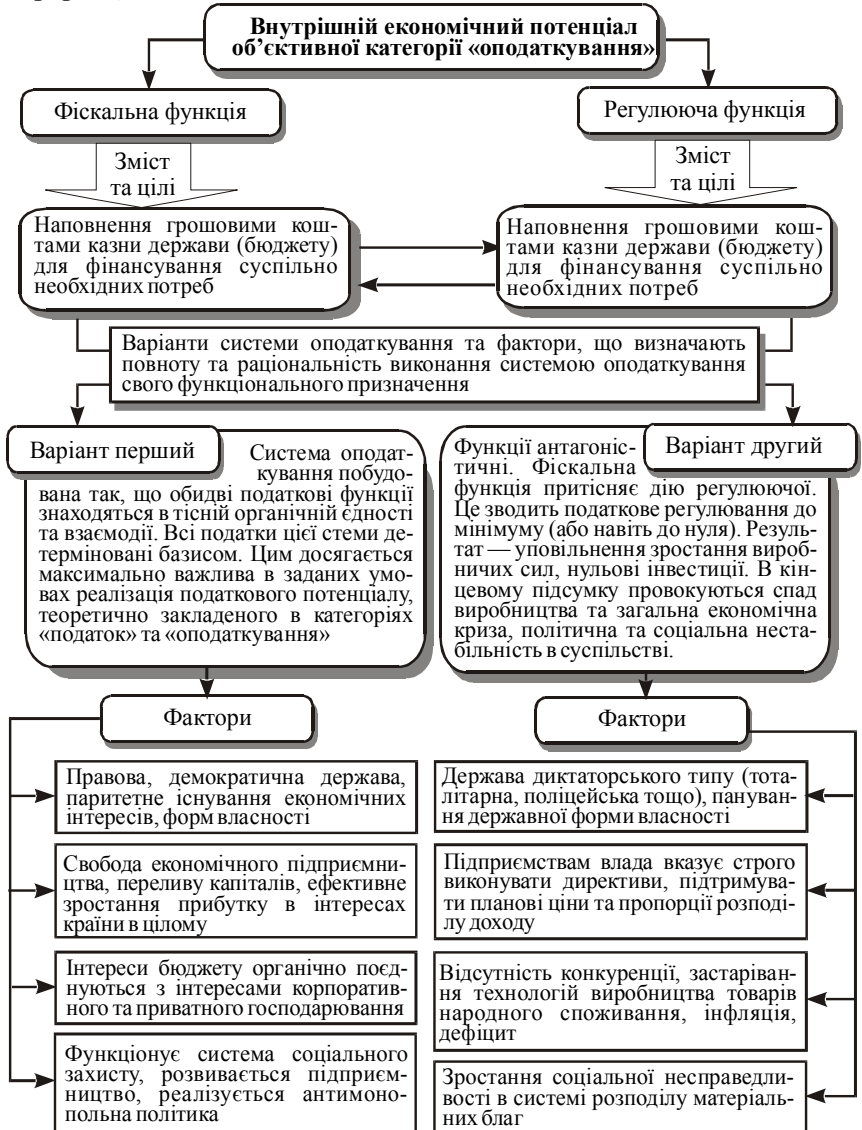 Внутрішній економічний потенціал
об’єктивної категорії «оподаткування»
Фіскальна функція
Регулююча функція
Зміст
та цілі
Зміст
та цілі
Наповнення грошовими кош-
тами казни держави (бюджету)
для фінансування суспільно
необхідних потреб
Наповнення грошовими кош-
тами казни держави (бюджету)
для фінансування суспільно
необхідних потреб
Варіанти системи оподаткування та фактори, що визначають
повноту та раціональність виконання системою оподаткування
свого функціонального призначення
Варіант перший
Система оподат-
кування побудо-
вана так, що обидві податкові функції
знаходяться в тісній органічній єдності
та взаємодії. Всі податки цієї стеми де-
терміновані базисом. Цим досягається
максимально важлива в заданих умо-
вах реалізація податкового потенціалу,
теоретично закладеного в категоріях
«податок» та «оподаткування»
Варіант другий
Функції антагоніс-
тичні. Фіскальна
функція притісняє дію регулюючої.
Це зводить податкове регулювання до
мінімуму (або навіть до нуля). Резуль-
тат — уповільнення зростання вироб-
ничих сил, нульові інвестиції. В кін-
цевому підсумку провокуються спад
виробництва та загальна економічна
криза, політична та соціальна неста-
більність в суспільстві.
Фактори
Фактори
Правова, демократична держава,
паритетне існування економічних
інтересів, форм власності
Свобода економічного підприємни-
цтва, переливу капіталів, ефективне
зростання прибутку в інтересах
країни в цілому
Інтереси бюджету органічно поєд-
нуються з інтересами корпоратив-
ного та приватного господарювання
Функціонує система соціального
захисту, розвивається підприєм-
ництво, реалізується антимоно-
польна політика
Держава диктаторського типу (тота-
літарна, поліцейська тощо), пануван-
ня державної форми власності
Підприємствам влада вказує строго
виконувати директиви, підтримува-
ти планові ціни та пропорції розподі-
лу доходу
Відсутність конкуренції, застаріван-
ня технологій виробництва товарів
народного споживання, інфляція,
дефіцит
Зростання соціальної несправедли-
вості в системі розподілу матеріаль-
них благ